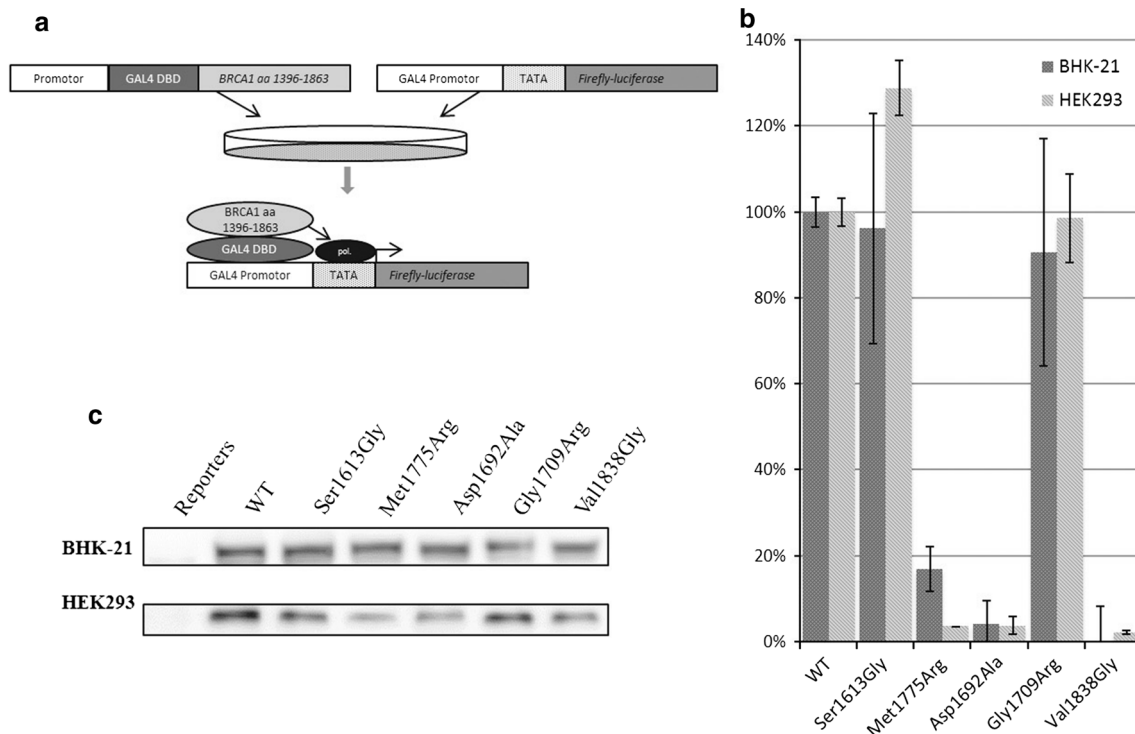 a
Promotor GAL4 DBD BRCA1 aa 1396-1863
GAL4 Promotor TATA Firefly-luciferase
BRCA1 aa
1396-1863
GAL4 DBD
pol.
GAL4 Promotor TATA Firefly-luciferase
b
140%
120%
100%
80%
60%
40%
20%
0%
BHK-21
HEK293
WT
Ser1613Gly
Met1775Arg
Asp1692Ala
Gly1709Arg
Val1838Gly
c
Reporters
WT
Ser1613Gly
Met1775Arg
Asp1692Ala
Gly1709Arg
Val1838Gly
BHK-21
HEK293